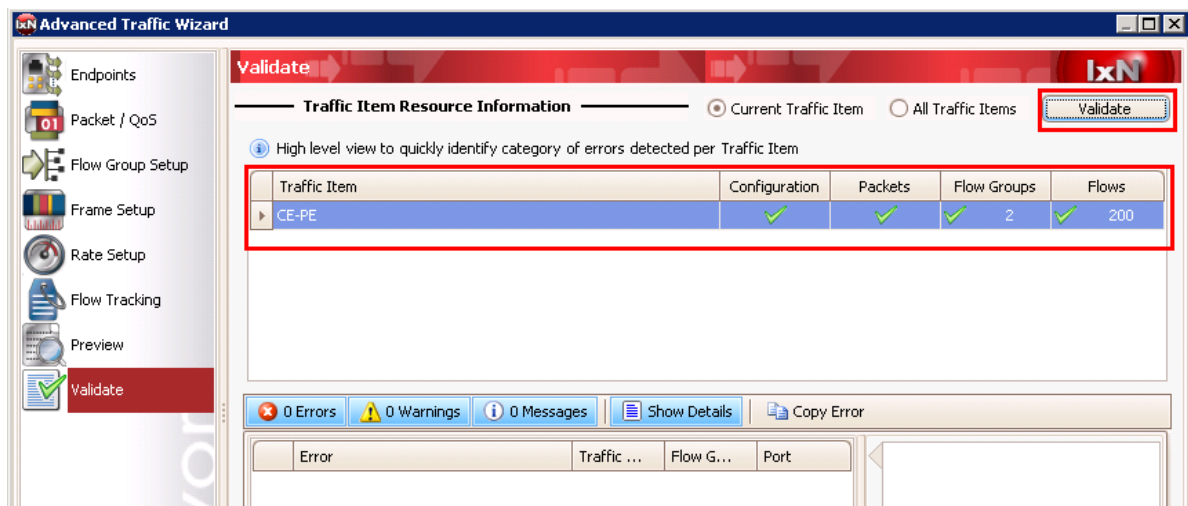 IxN Advanced Traffic Wizard
Endpoints
Packet / QoS
Flow Group Setup
Frame Setup
Rate Setup
Flow Tracking
Preview
Validate
Validate
IxN
Traffic Item Resource Information
Current Traffic Item
All Traffic Items
Validate
High level view to quickly identify category of errors detected per Traffic Item
Traffic Item Configuration Packets Flow Groups Flows
CE-PE 2 200
0 Errors 0 Warnings 0 Messages Show Details Copy Error
Error Traffic ... Flow G... Port